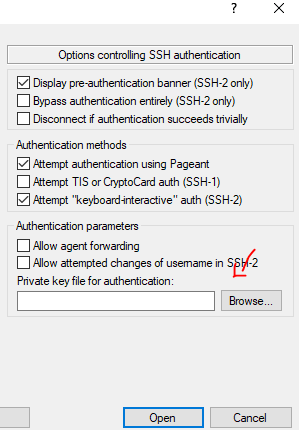 ?
Options controlling SSH authentication
Display pre-authentication banner (SSH-2 only)
Bypass authentication entirely (SSH-2 only)
Disconnect if authentication succeeds trivially
Authentication methods
Attempt authentication using Pageant
Attempt TIS or CryptoCard auth (SSH-1)
Attempt "keyboard-interactive" auth (SSH-2)
Authentication parameters
Allow agent forwarding
Allow attempted changes of username in SSH-2
Private key file for authentication:
Browse...
Open Cancel